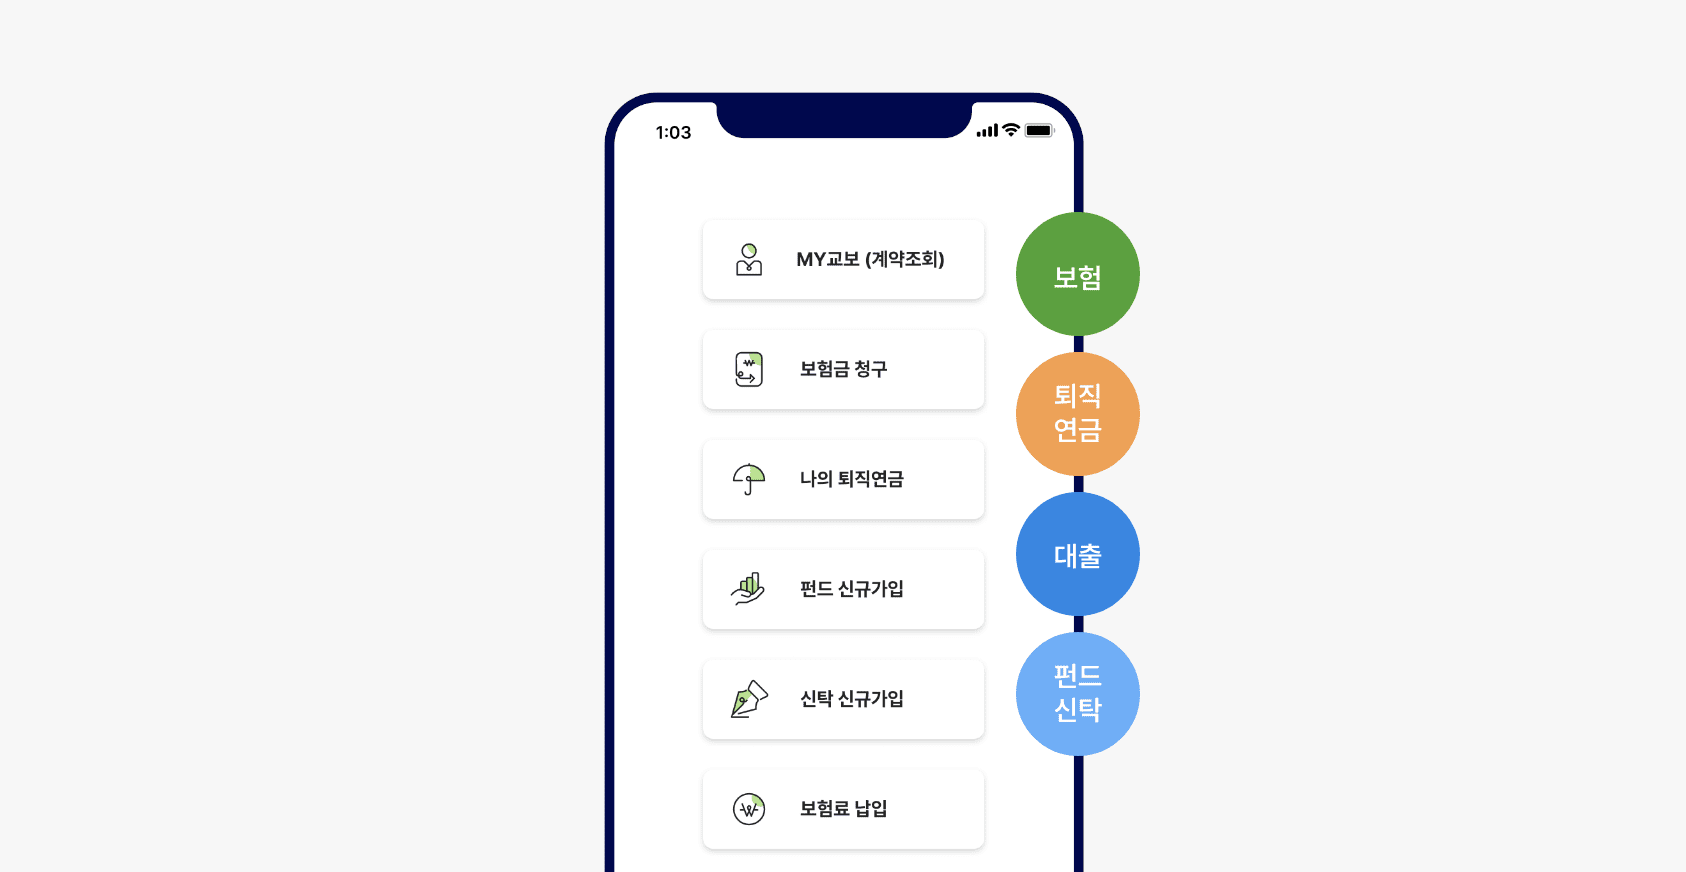 1:03
MY교보 (계약조회)
보험금 청구
나의 퇴직연금
펀드 신규가입
신탁 신규가입
보험료 납입
보험
퇴직
연금
대출
펀드
신탁